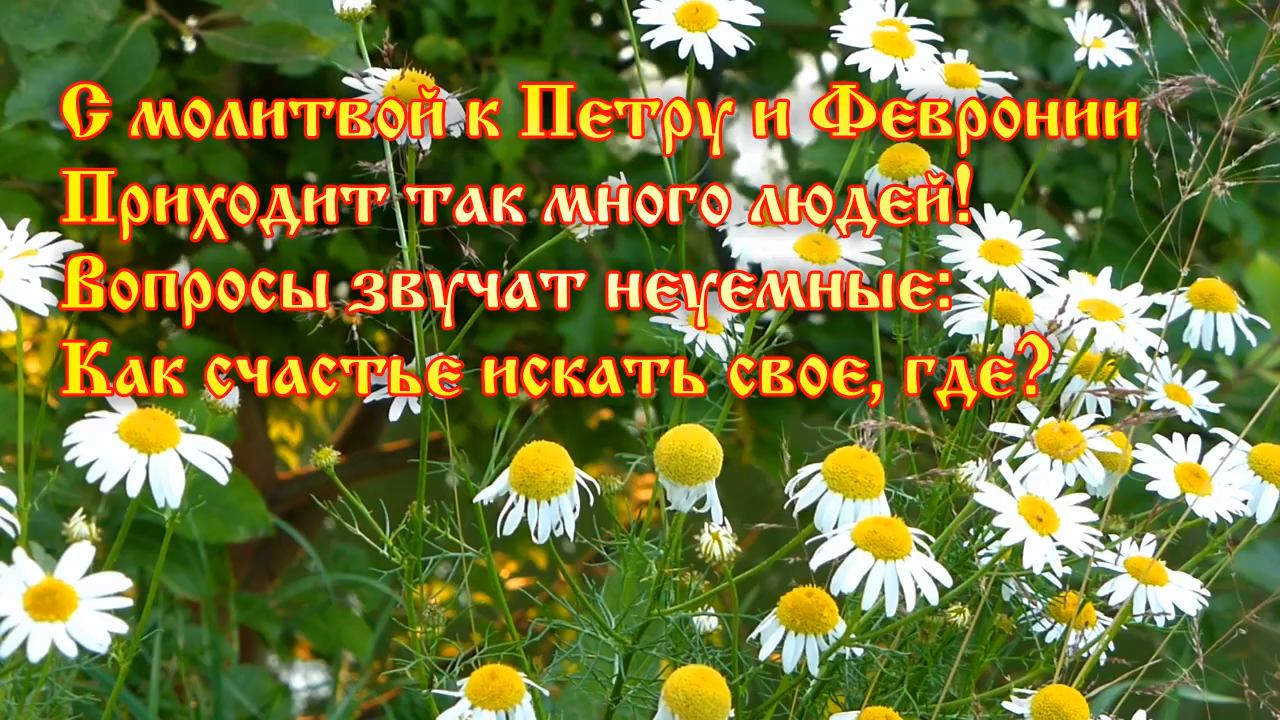 С молитвой к Петру и Февронии
Приходит так много людей!
Вопросы звучат неуемные:
Как счастье искать свое, где?